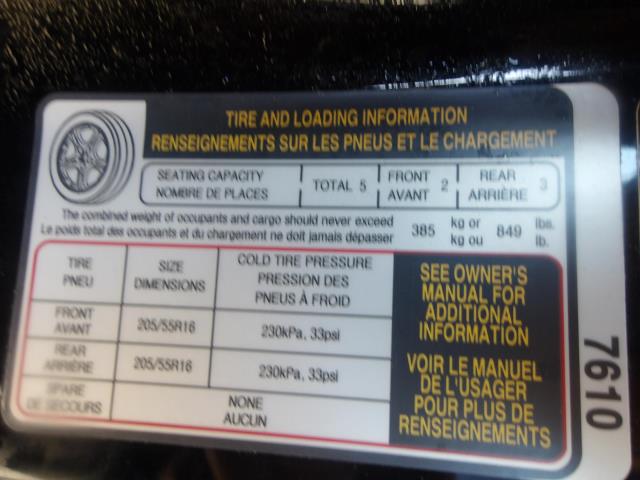 TIRE AND LOADING INFORMATION
RENSEIGNEMENTS SUR LES PNEUS ET LE CHARGEMENT
SEATING CAPACITY
NOMBRE DE PLACES
TOTAL 5
FRONT
AVANT 2
REAR
ARRIÈRE 3
The combined weight of occupants and cargo should never exceed
Le poids total des occupants et du chargement ne doit jamais dépasser
385 kg or
kg ou
849 lbs.
lb.
TIRE
PNEU
SIZE
DIMENSIONS
COLD TIRE PRESSURE
PRESSION DES
PNEUS À FROID
FRONT
AVANT
205/55R16
230kPa, 33psi
REAR
ARRIÈRE
205/55R16
230kPa, 33psi
SPARE
DE SECOURS
NONE
AUCUN
SEE OWNER'S
MANUAL FOR
ADDITIONAL
INFORMATION
VOIR LE MANUEL
DE L'USAGER
POUR PLUS DE
RENSEIGNEMENTS
7610